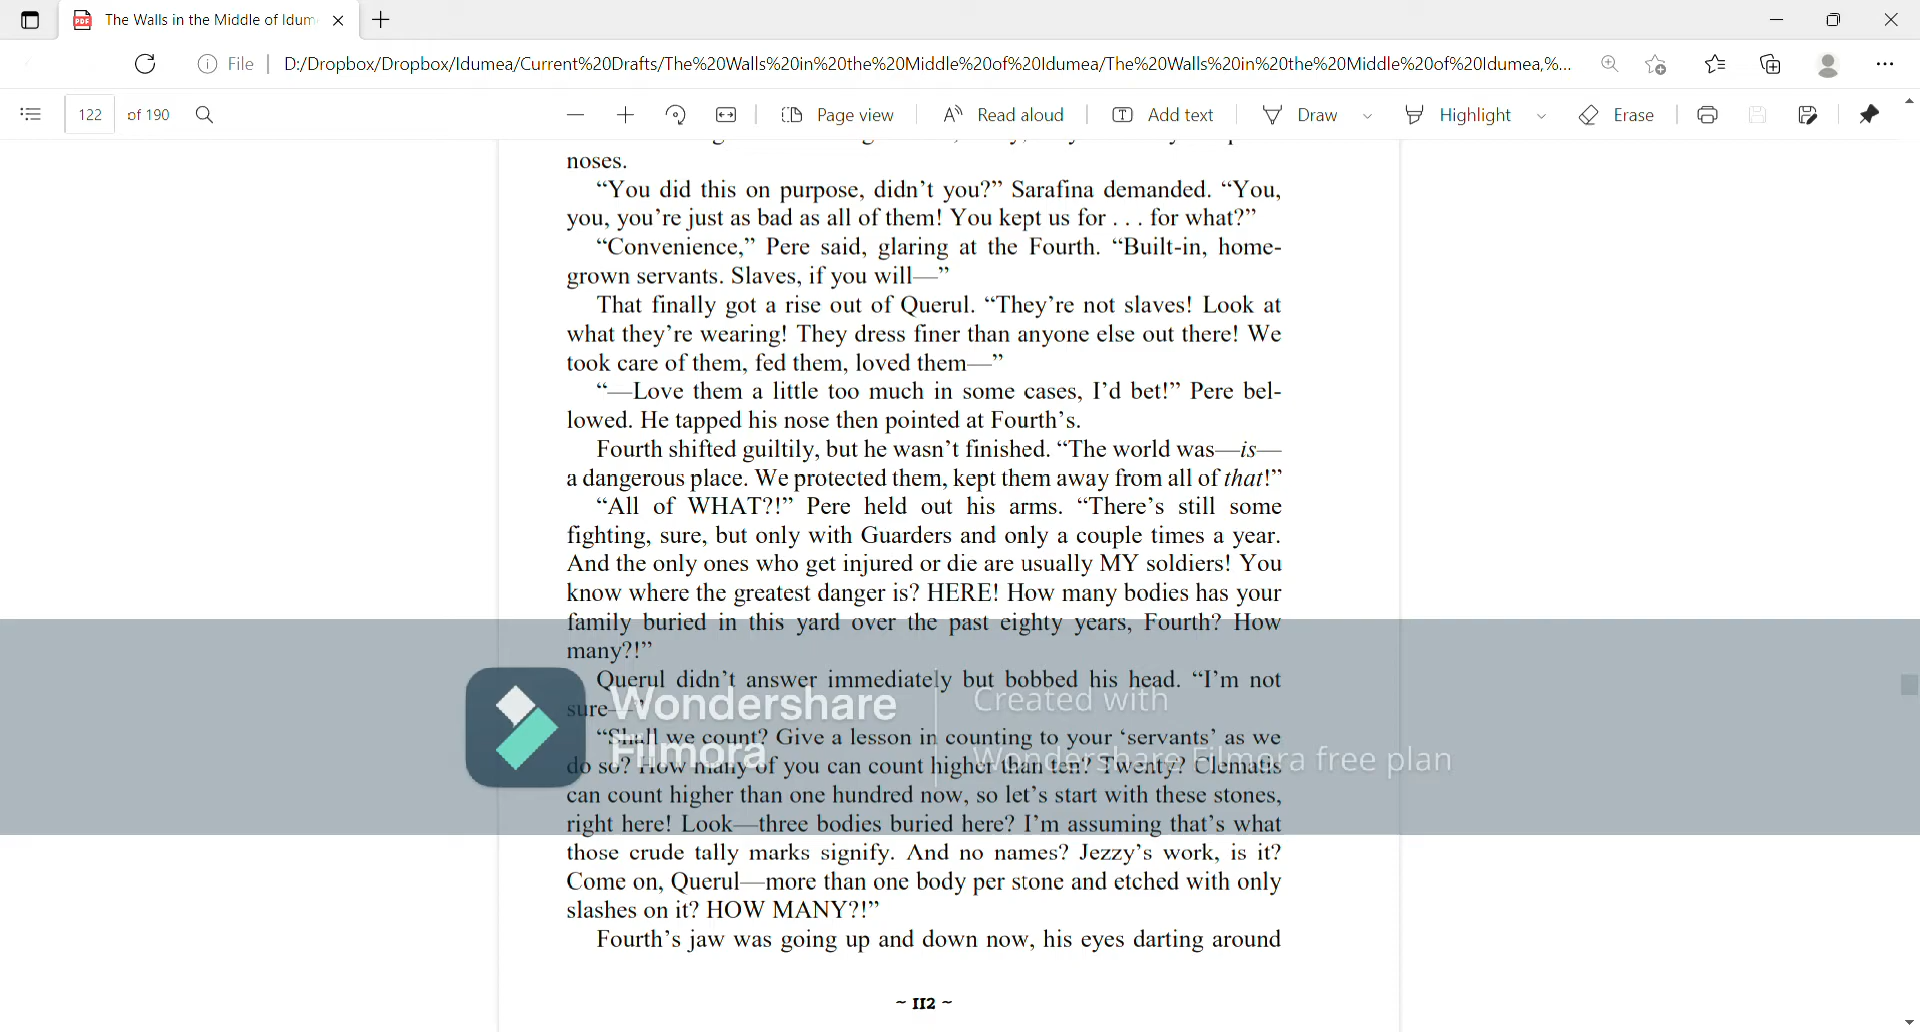 The Walls in the Middle of Idum
File
D:/Dropbox/Dropbox/Idumea/Current%20Drafts/The%20Walls%20in%20the%20Middle%20of%20Idumea/The%20Walls%20in%20the%20Middle%20of%20Idumea,%...
122 of 190
Page view
Read aloud
Add text
Draw
Highlight
Erase
noses.
“You did this on purpose, didn’t you?” Sarafina demanded. “You,
you, you’re just as bad as all of them! You kept us for . . . for what?”
“Convenience,” Pere said, glaring at the Fourth. “Built-in, home-
grown servants. Slaves, if you will—”
That finally got a rise out of Querul. “They’re not slaves! Look at
what they’re wearing! They dress finer than anyone else out there! We
took care of them, fed them, loved them—”
“—Love them a little too much in some cases, I’d bet!” Pere bel-
lowed. He tapped his nose then pointed at Fourth’s.
Fourth shifted guiltily, but he wasn’t finished. “The world was—is—
a dangerous place. We protected them, kept them away from all of that!”
“All of WHAT?!” Pere held out his arms. “There’s still some
fighting, sure, but only with Guarders and only a couple times a year.
And the only ones who get injured or die are usually MY soldiers! You
know where the greatest danger is? HERE! How many bodies has your
family buried in this yard over the past eighty years, Fourth? How
many?!”
Querul didn’t answer immediately but bobbed his head. “I’m not
sure—”
“Shall we count? Give a lesson in counting to your ‘servants’ as we
do so? How many of you can count higher than ten? Twenty? Clematis
can count higher than one hundred now, so let’s start with these stones,
right here! Look—three bodies buried here? I’m assuming that’s what
those crude tally marks signify. And no names? Jezzy’s work, is it?
Come on, Querul—more than one body per stone and etched with only
slashes on it? HOW MANY?!”
Fourth’s jaw was going up and down now, his eyes darting around
~ 112 ~
Wondershare
Filmora
Created with
Wondershare Filmora free plan